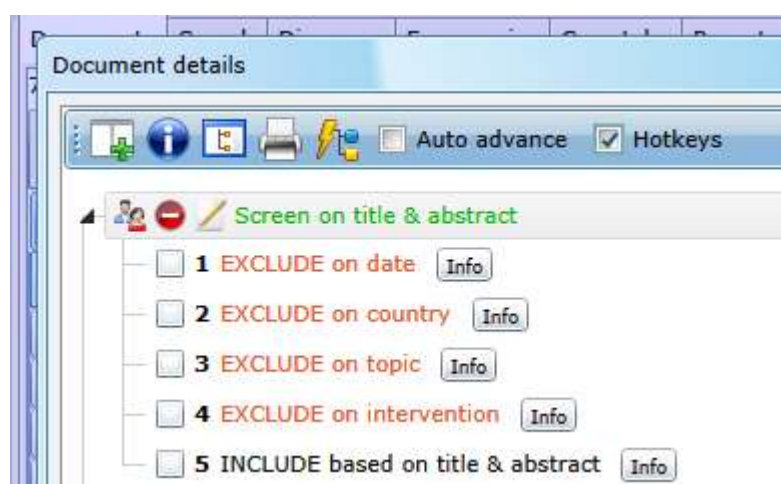 Document details
Auto advance Hotkeys
Screen on title & abstract
1 EXCLUDE on date Info
2 EXCLUDE on country Info
3 EXCLUDE on topic Info
4 EXCLUDE on intervention Info
5 INCLUDE based on title & abstract Info